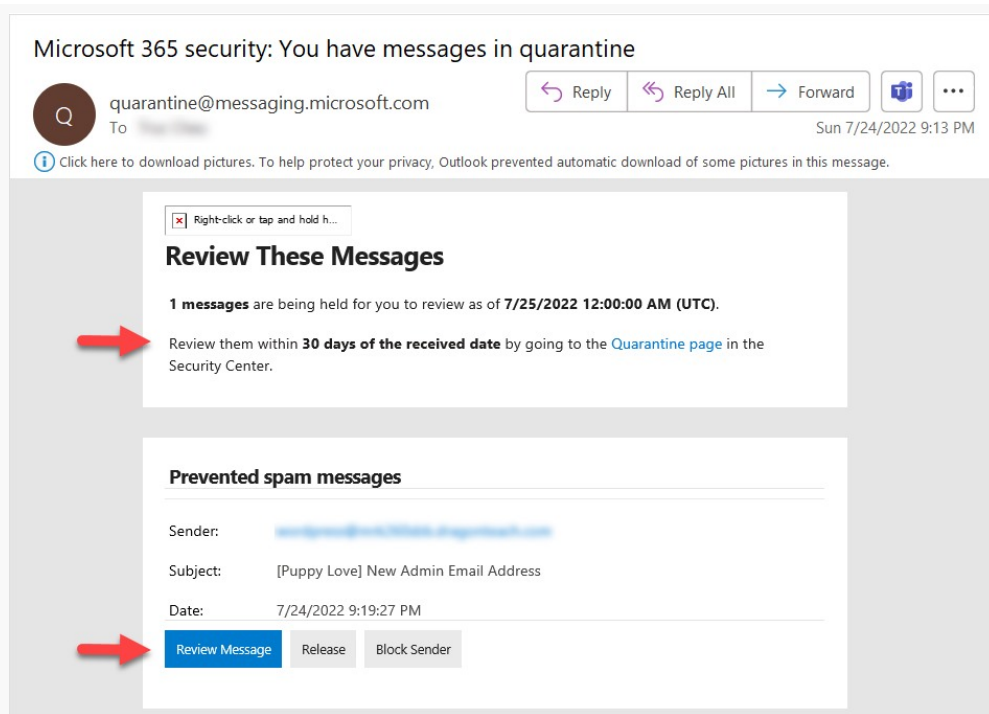 Microsoft 365 security: You have messages in quarantine
Q
quarantine@messaging.microsoft.com
To
Reply
Reply All
Forward
Sun 7/24/2022 9:13 PM
Click here to download pictures. To help protect your privacy, Outlook prevented automatic download of some pictures in this message.
Right-click or tap and hold h...
Review These Messages
1 messages are being held for you to review as of 7/25/2022 12:00:00 AM (UTC).
Review them within 30 days of the received date by going to the Quarantine page in the
Security Center.
Prevented spam messages
Sender:
Subject: [Puppy Love] New Admin Email Address
Date: 7/24/2022 9:19:27 PM
Review Message Release Block Sender